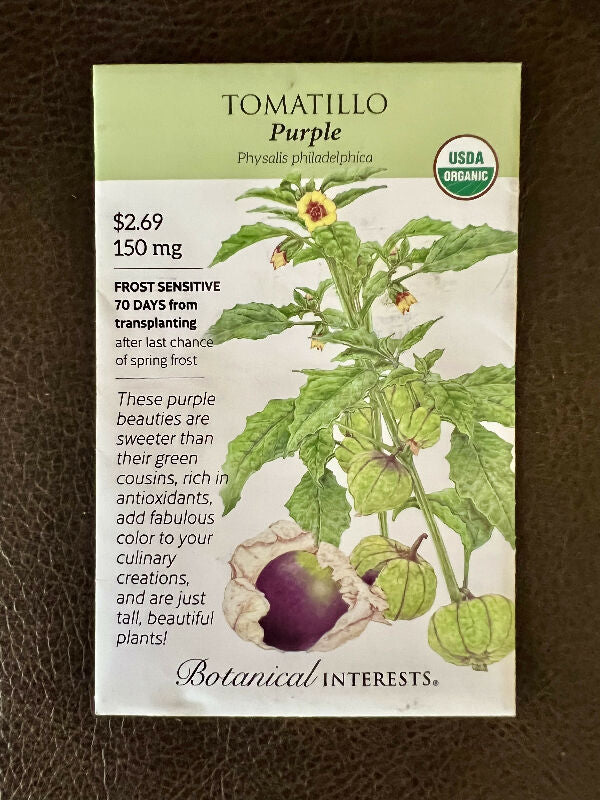 TOMATILLO
Purple
Physalis philadelphica
USDA
ORGANIC
$2.69
150 mg
FROST SENSITIVE
70 DAYS from
transplanting
after last chance
of spring frost
These purple
beauties are
sweeter than
their green
cousins, rich in
antioxidants,
add fabulous
color to your
culinary
creations,
and are just
tall, beautiful
plants!
Botanical INTERESTS®